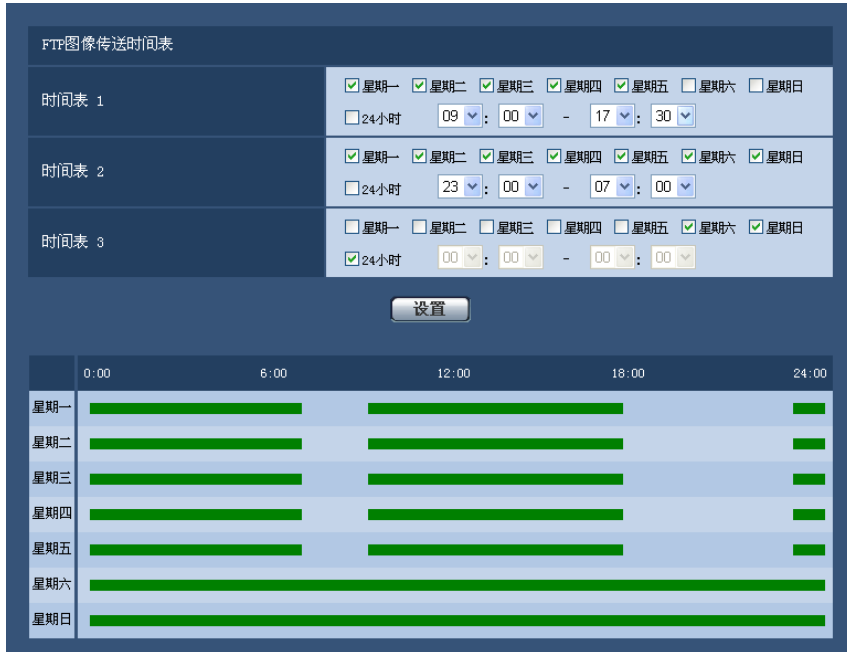 FTP图像传送时间表
时间表 1
星期一 星期二 星期三 星期四 星期五 星期六 星期日
24小时 09 : 00 - 17 : 30
时间表 2
星期一 星期二 星期三 星期四 星期五 星期六 星期日
24小时 23 : 00 - 07 : 00
时间表 3
星期一 星期二 星期三 星期四 星期五 星期六 星期日
24小时 00 : 00 - 00 : 00
设置
0:00 6:00 12:00 18:00 24:00
星期一
星期二
星期三
星期四
星期五
星期六
星期日